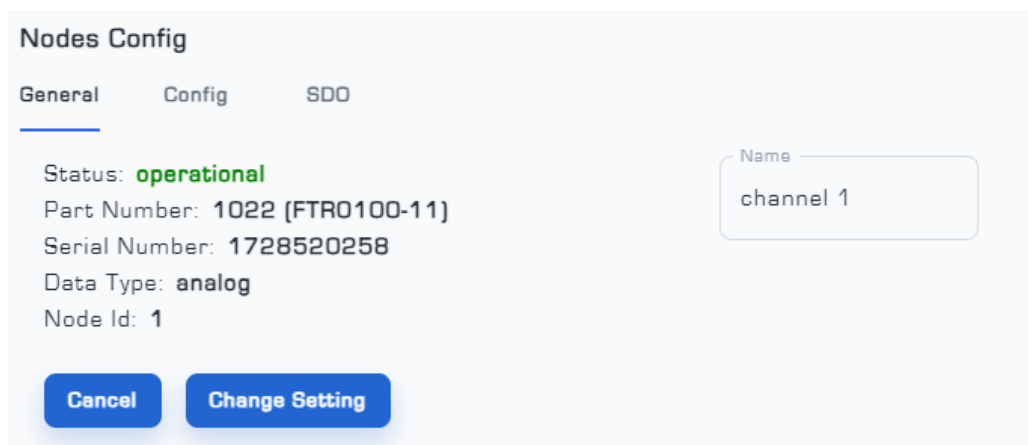 Nodes Config
General Config SDO
Status: operational
Part Number: 1022 (FTR0100-11)
Serial Number: 1728520258
Data Type: analog
Node Id: 1
Name
channel 1
Cancel Change Setting